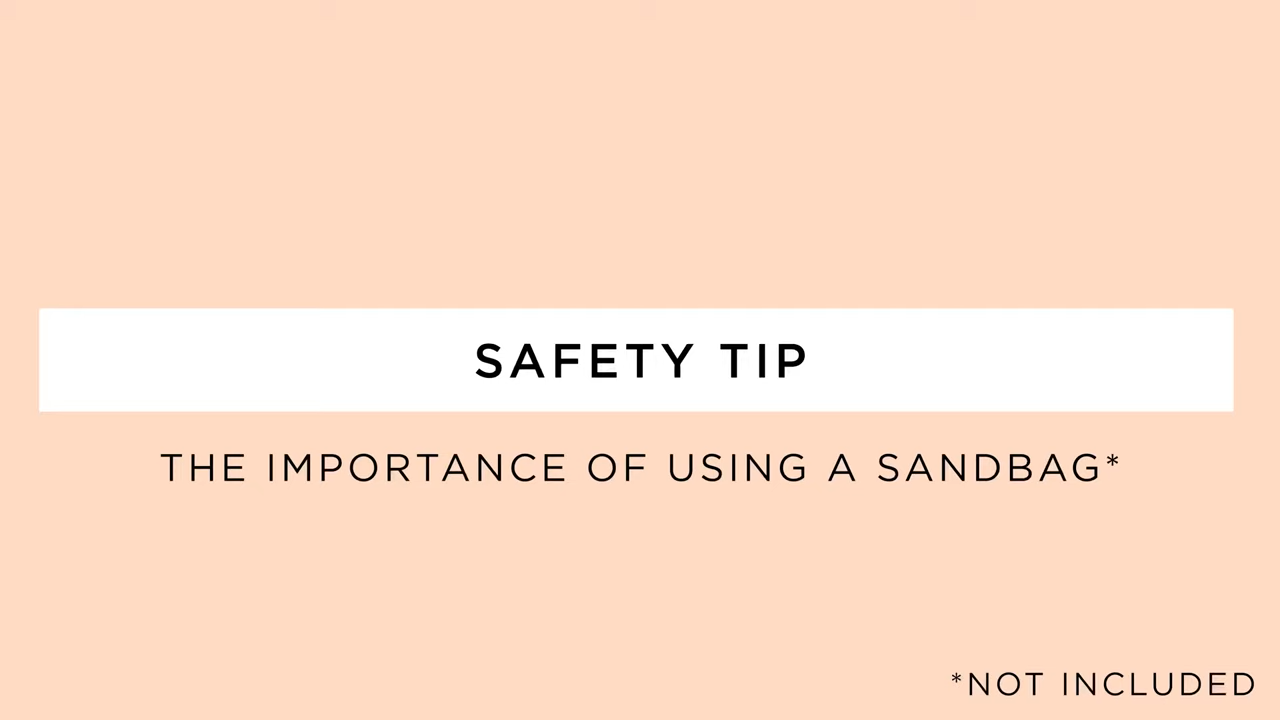 SAFETY TIP
THE IMPORTANCE OF USING A SANDBAG*
*NOT INCLUDED